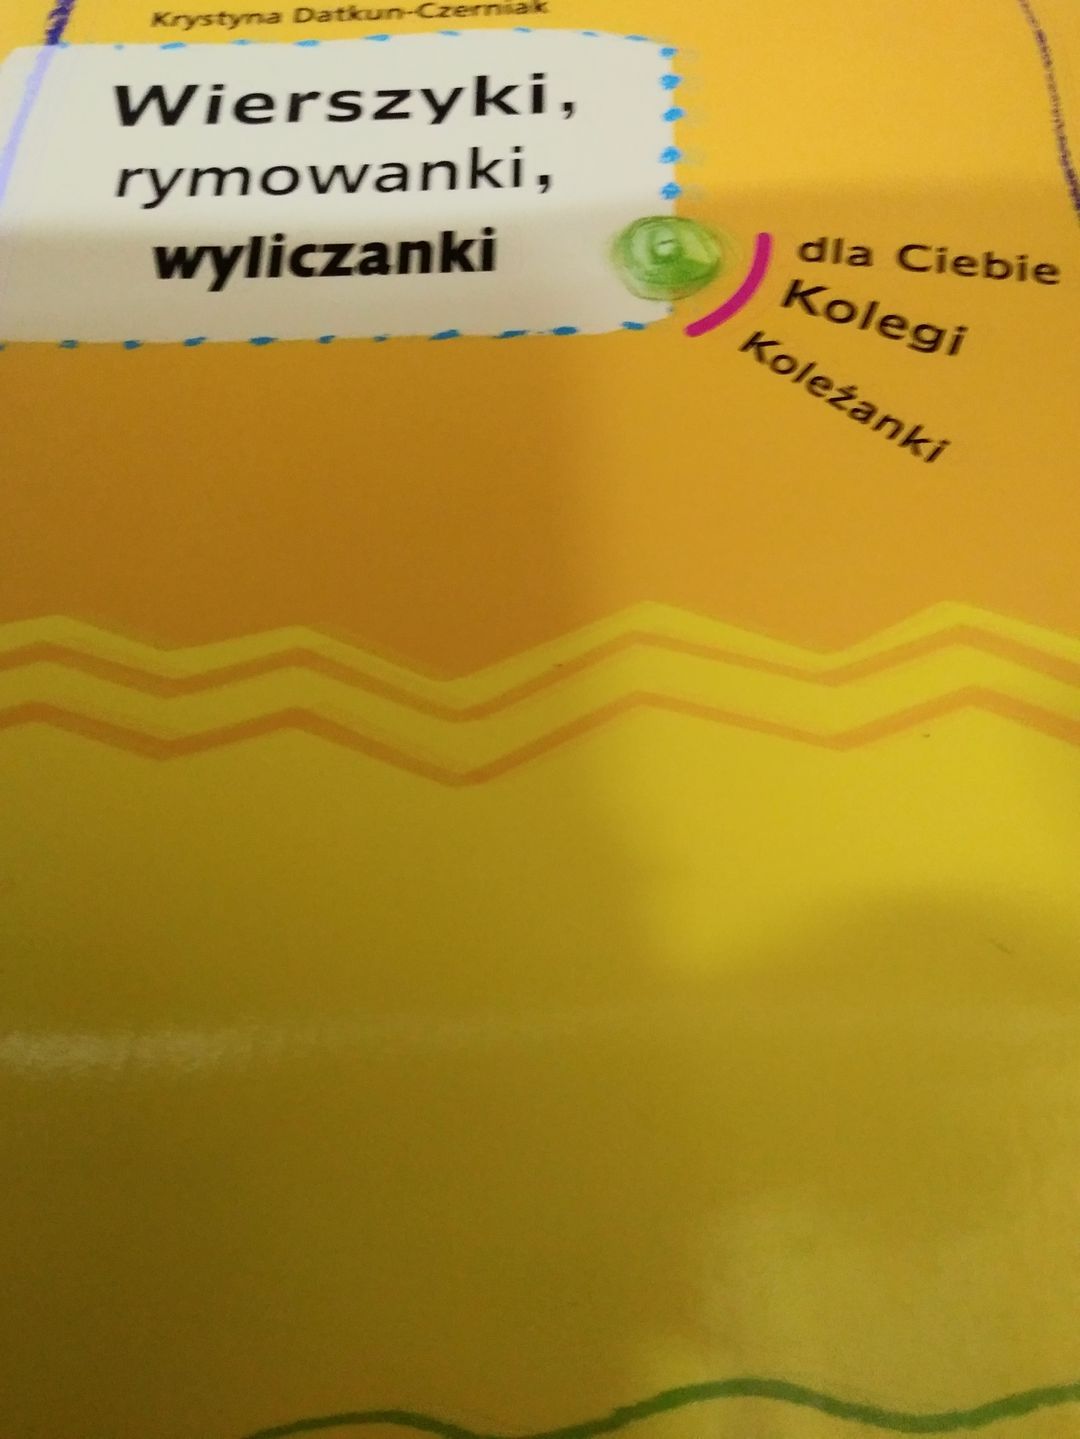 Krystyna Datkun-Czerniak
Wierszyki,
rymowanki,
wyliczanki
dla Ciebie
Kolegi
Koleżanki